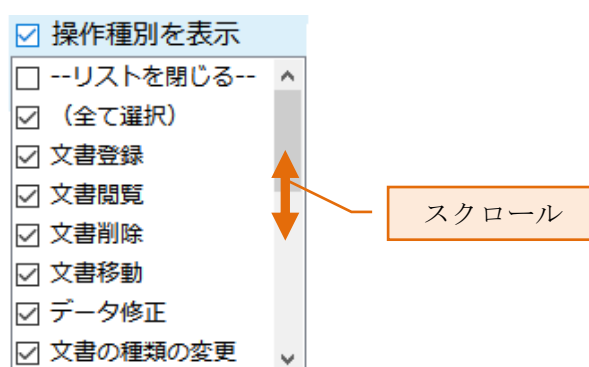 操作種別を表示
--リストを閉じる--
（全て選択）
文書登録
文書閲覧
文書削除
文書移動
データ修正
文書の種類の変更
スクロール